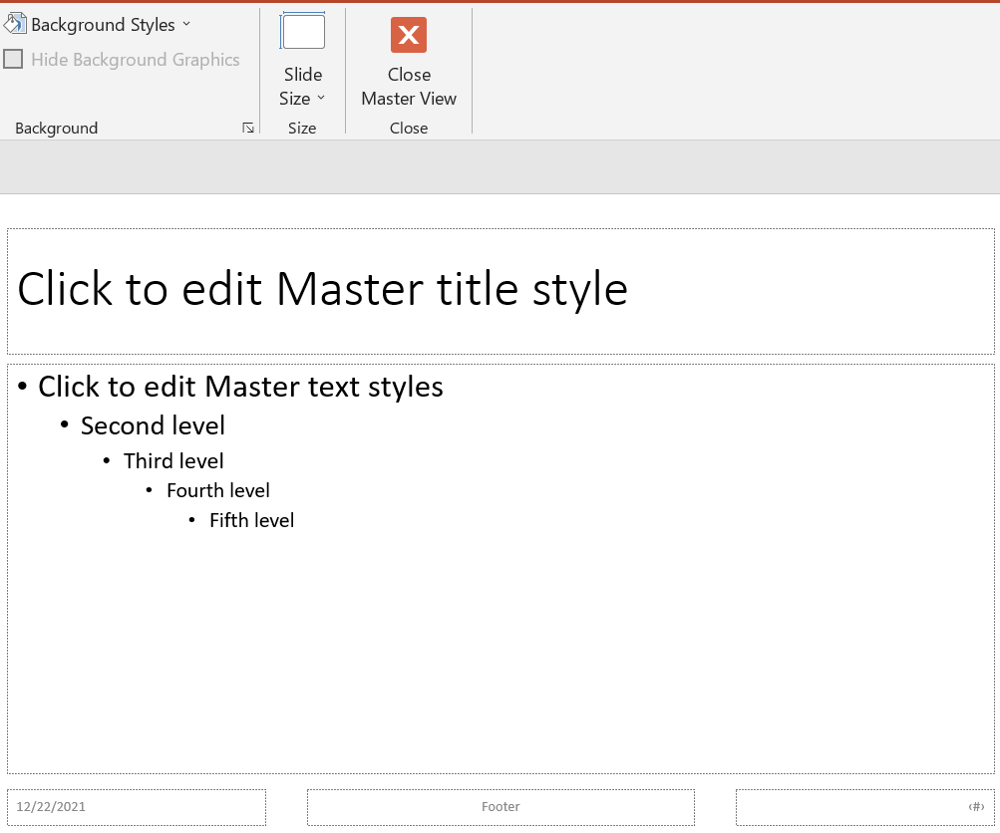 Background Styles
Hide Background Graphics
Background
Slide
Size
Size
Close
Master View
Close
Click to edit Master title style
• Click to edit Master text styles
• Second level
• Third level
• Fourth level
• Fifth level
12/22/2021
Footer
‹#›